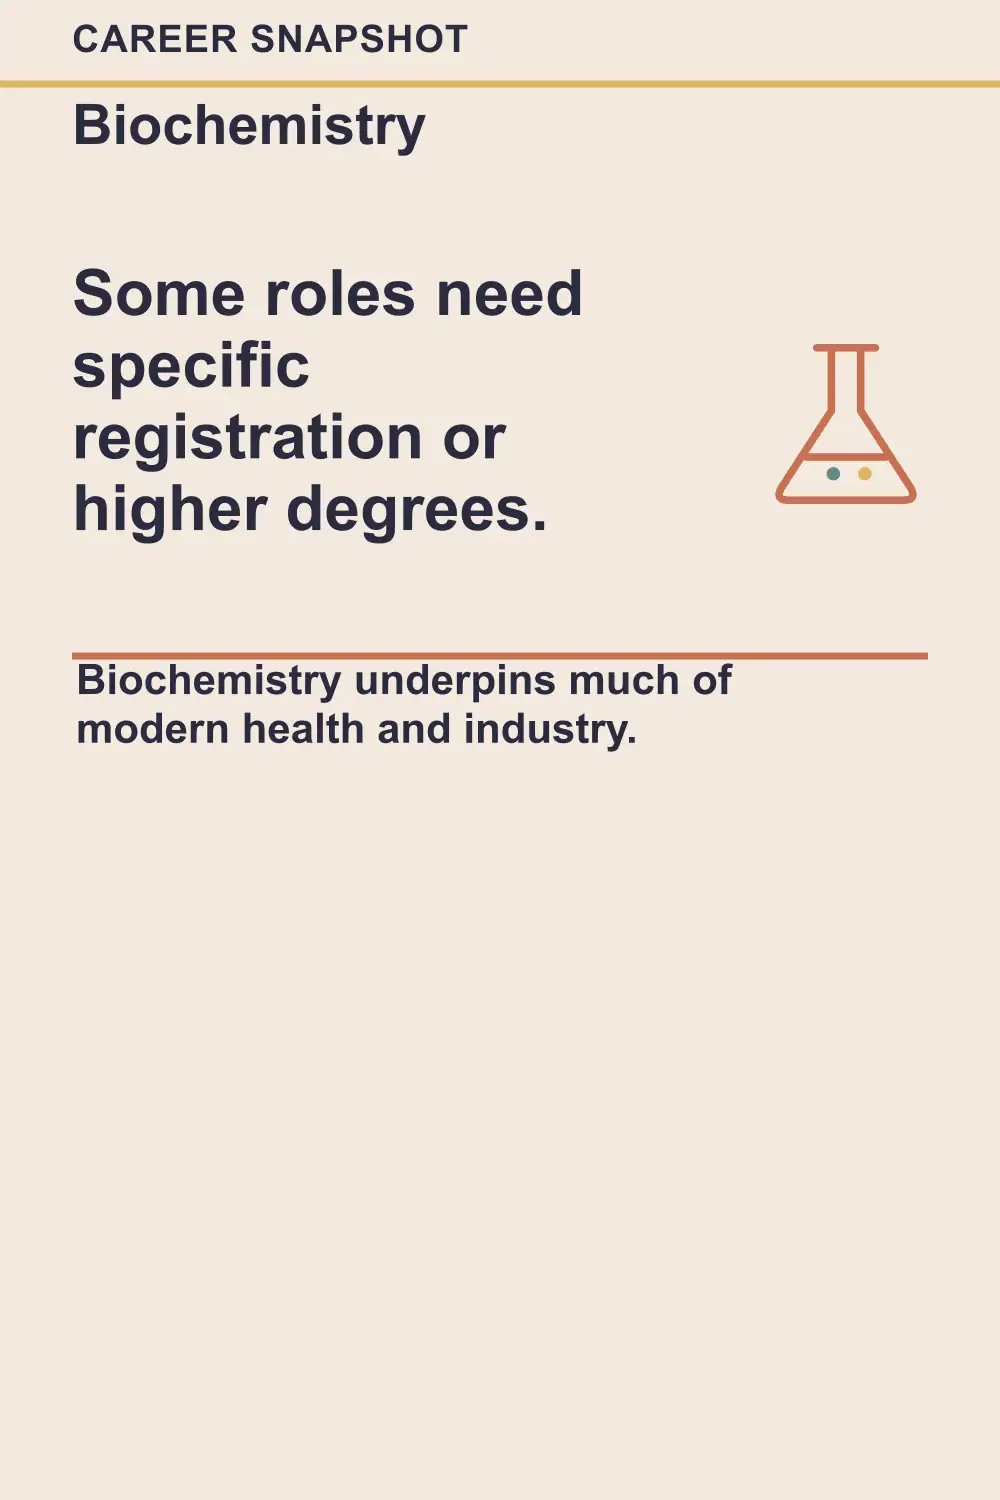 CAREER SNAPSHOT
Biochemistry
Some roles need
specific
registration or
higher degrees.
Biochemistry underpins much of
modern health and industry.